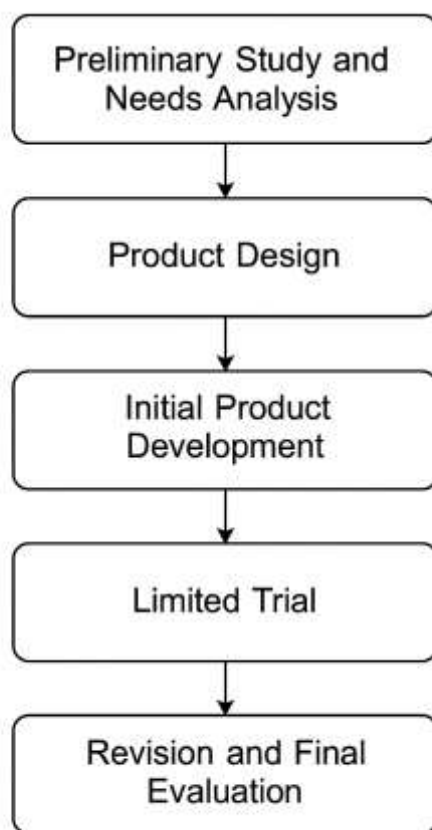 Preliminary Study and
Needs Analysis
Product Design
Initial Product
Development
Limited Trial
Revision and Final
Evaluation